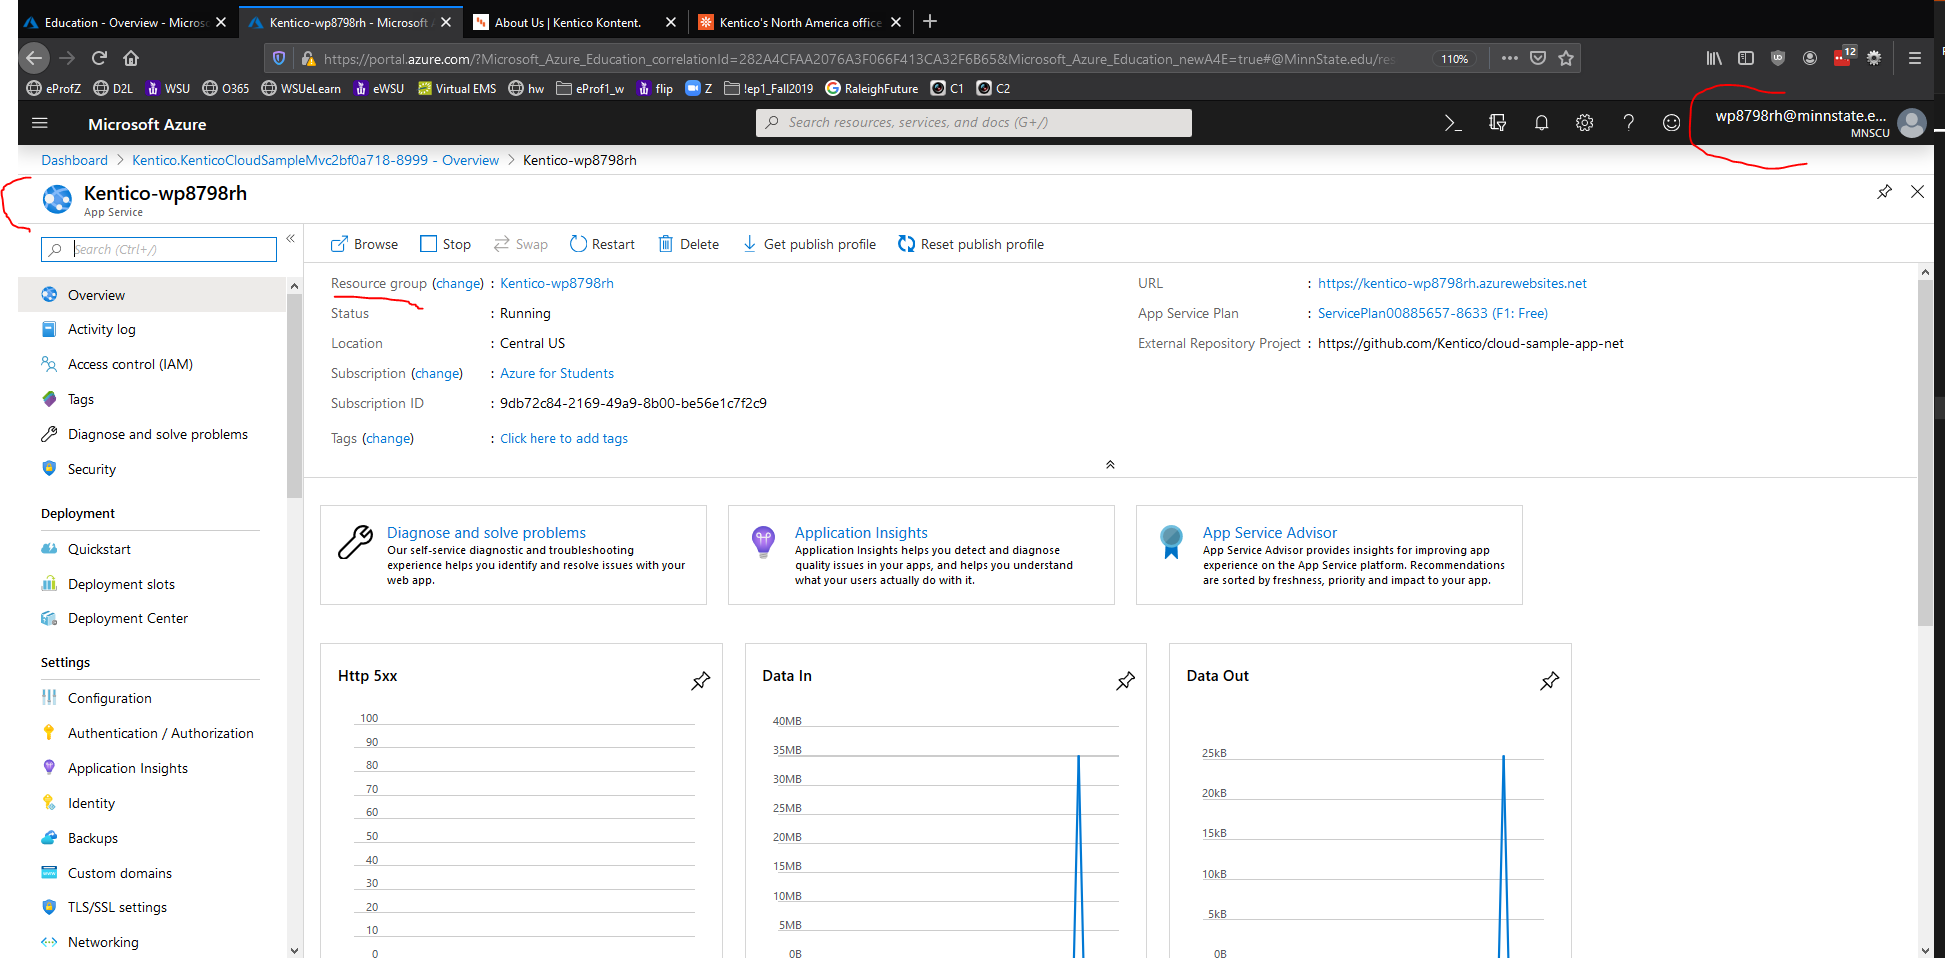 Education - Overview - Microso
Kentico-wp8798rh - Microsoft A
About Us | Kentico Kontent.
Kentico's North America office
https://portal.azure.com/?Microsoft_Azure_Education_correlationId=282A4CFAA2076A3F066F413CA32F6B65&Microsoft_Azure_Education_newA4E=true#@MinnState.edu/res
110%
12
eProfZ
D2L
WSU
O365
WSUeLearn
eWSU
Virtual EMS
hw
eProf1_w
flip
Z
!ep1_Fall2019
RaleighFuture
C1
C2
Microsoft Azure
Search resources, services, and docs (G+/)
wp8798rh@minnstate.e...
MNSCU
Dashboard > Kentico.KenticoCloudSampleMvc2bf0a718-8999 - Overview > Kentico-wp8798rh
Kentico-wp8798rh
App Service
Search (Ctrl+/)
Overview
Activity log
Access control (IAM)
Tags
Diagnose and solve problems
Security
Deployment
Quickstart
Deployment slots
Deployment Center
Settings
Configuration
Authentication / Authorization
Application Insights
Identity
Backups
Custom domains
TLS/SSL settings
Networking
Browse
Stop
Swap
Restart
Delete
Get publish profile
Reset publish profile
Resource group (change) : Kentico-wp8798rh
Status : Running
Location : Central US
Subscription (change) : Azure for Students
Subscription ID : 9db72c84-2169-49a9-8b00-be56e1c7f2c9
Tags (change) : Click here to add tags
URL : https://kentico-wp8798rh.azurewebsites.net
App Service Plan : ServicePlan00885657-8633 (F1: Free)
External Repository Project : https://github.com/Kentico/cloud-sample-app-net
Diagnose and solve problems
Our self-service diagnostic and troubleshooting
experience helps you identify and resolve issues with your
web app.
Application Insights
Application Insights helps you detect and diagnose
quality issues in your apps, and helps you understand
what your users actually do with it.
App Service Advisor
App Service Advisor provides insights for improving app
experience on the App Service platform. Recommendations
are sorted by freshness, priority and impact to your app.
Http 5xx
100
90
80
70
60
50
40
30
20
10
0
Data In
40MB
35MB
30MB
25MB
20MB
15MB
10MB
5MB
0B
Data Out
25kB
20kB
15kB
10kB
5kB
0B